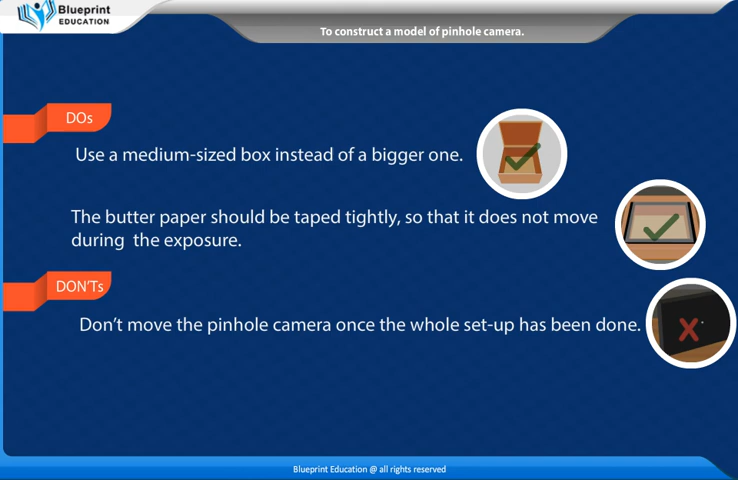 Blueprint
EDUCATION
To construct a model of pinhole camera.
DOs
Use a medium-sized box instead of a bigger one.
The butter paper should be taped tightly, so that it does not move
during the exposure.
DON'Ts
Don't move the pinhole camera once the whole set-up has been done.
Blueprint Education @ all rights reserved